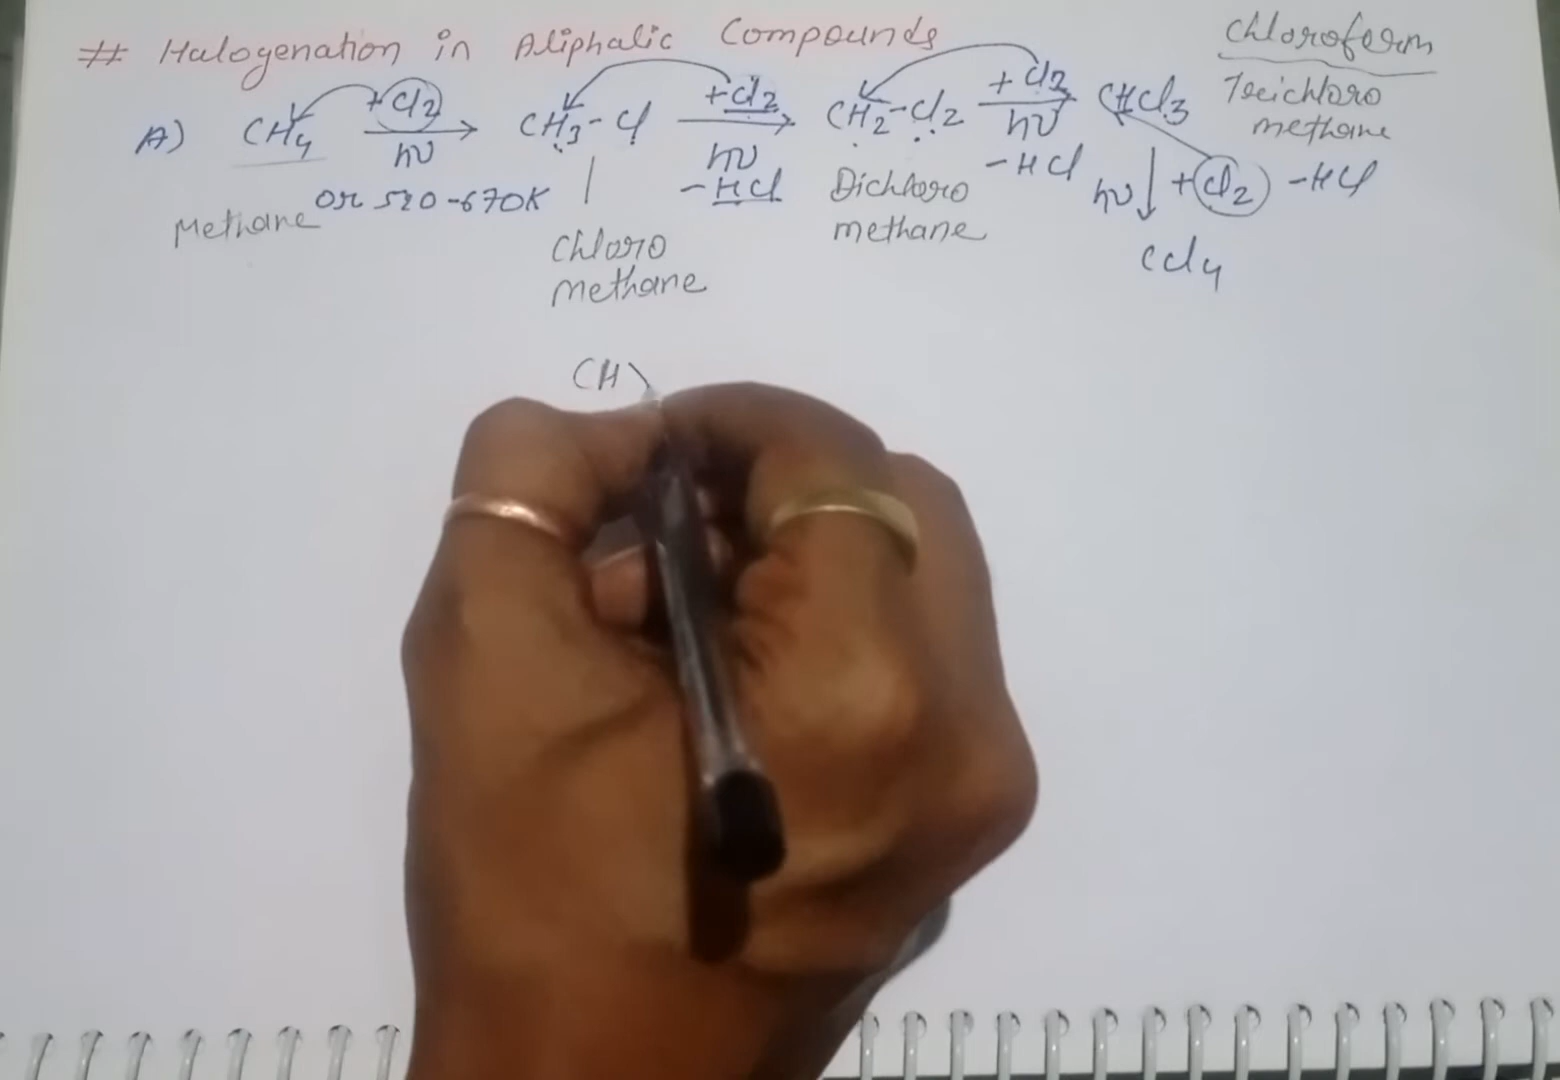 # Halogenation in Aliphatic Compounds
A) CH4 + Cl2 hν or 520-670K
Methane
CH3-Cl + Cl2 hν -HCl
Chloro
methane
CH2-Cl2 + Cl2 hν -HCl
Dichloro
methane
CHCl3
Chloroform
Trichloro
methane
hν + Cl2 -HCl
CCl4
CH